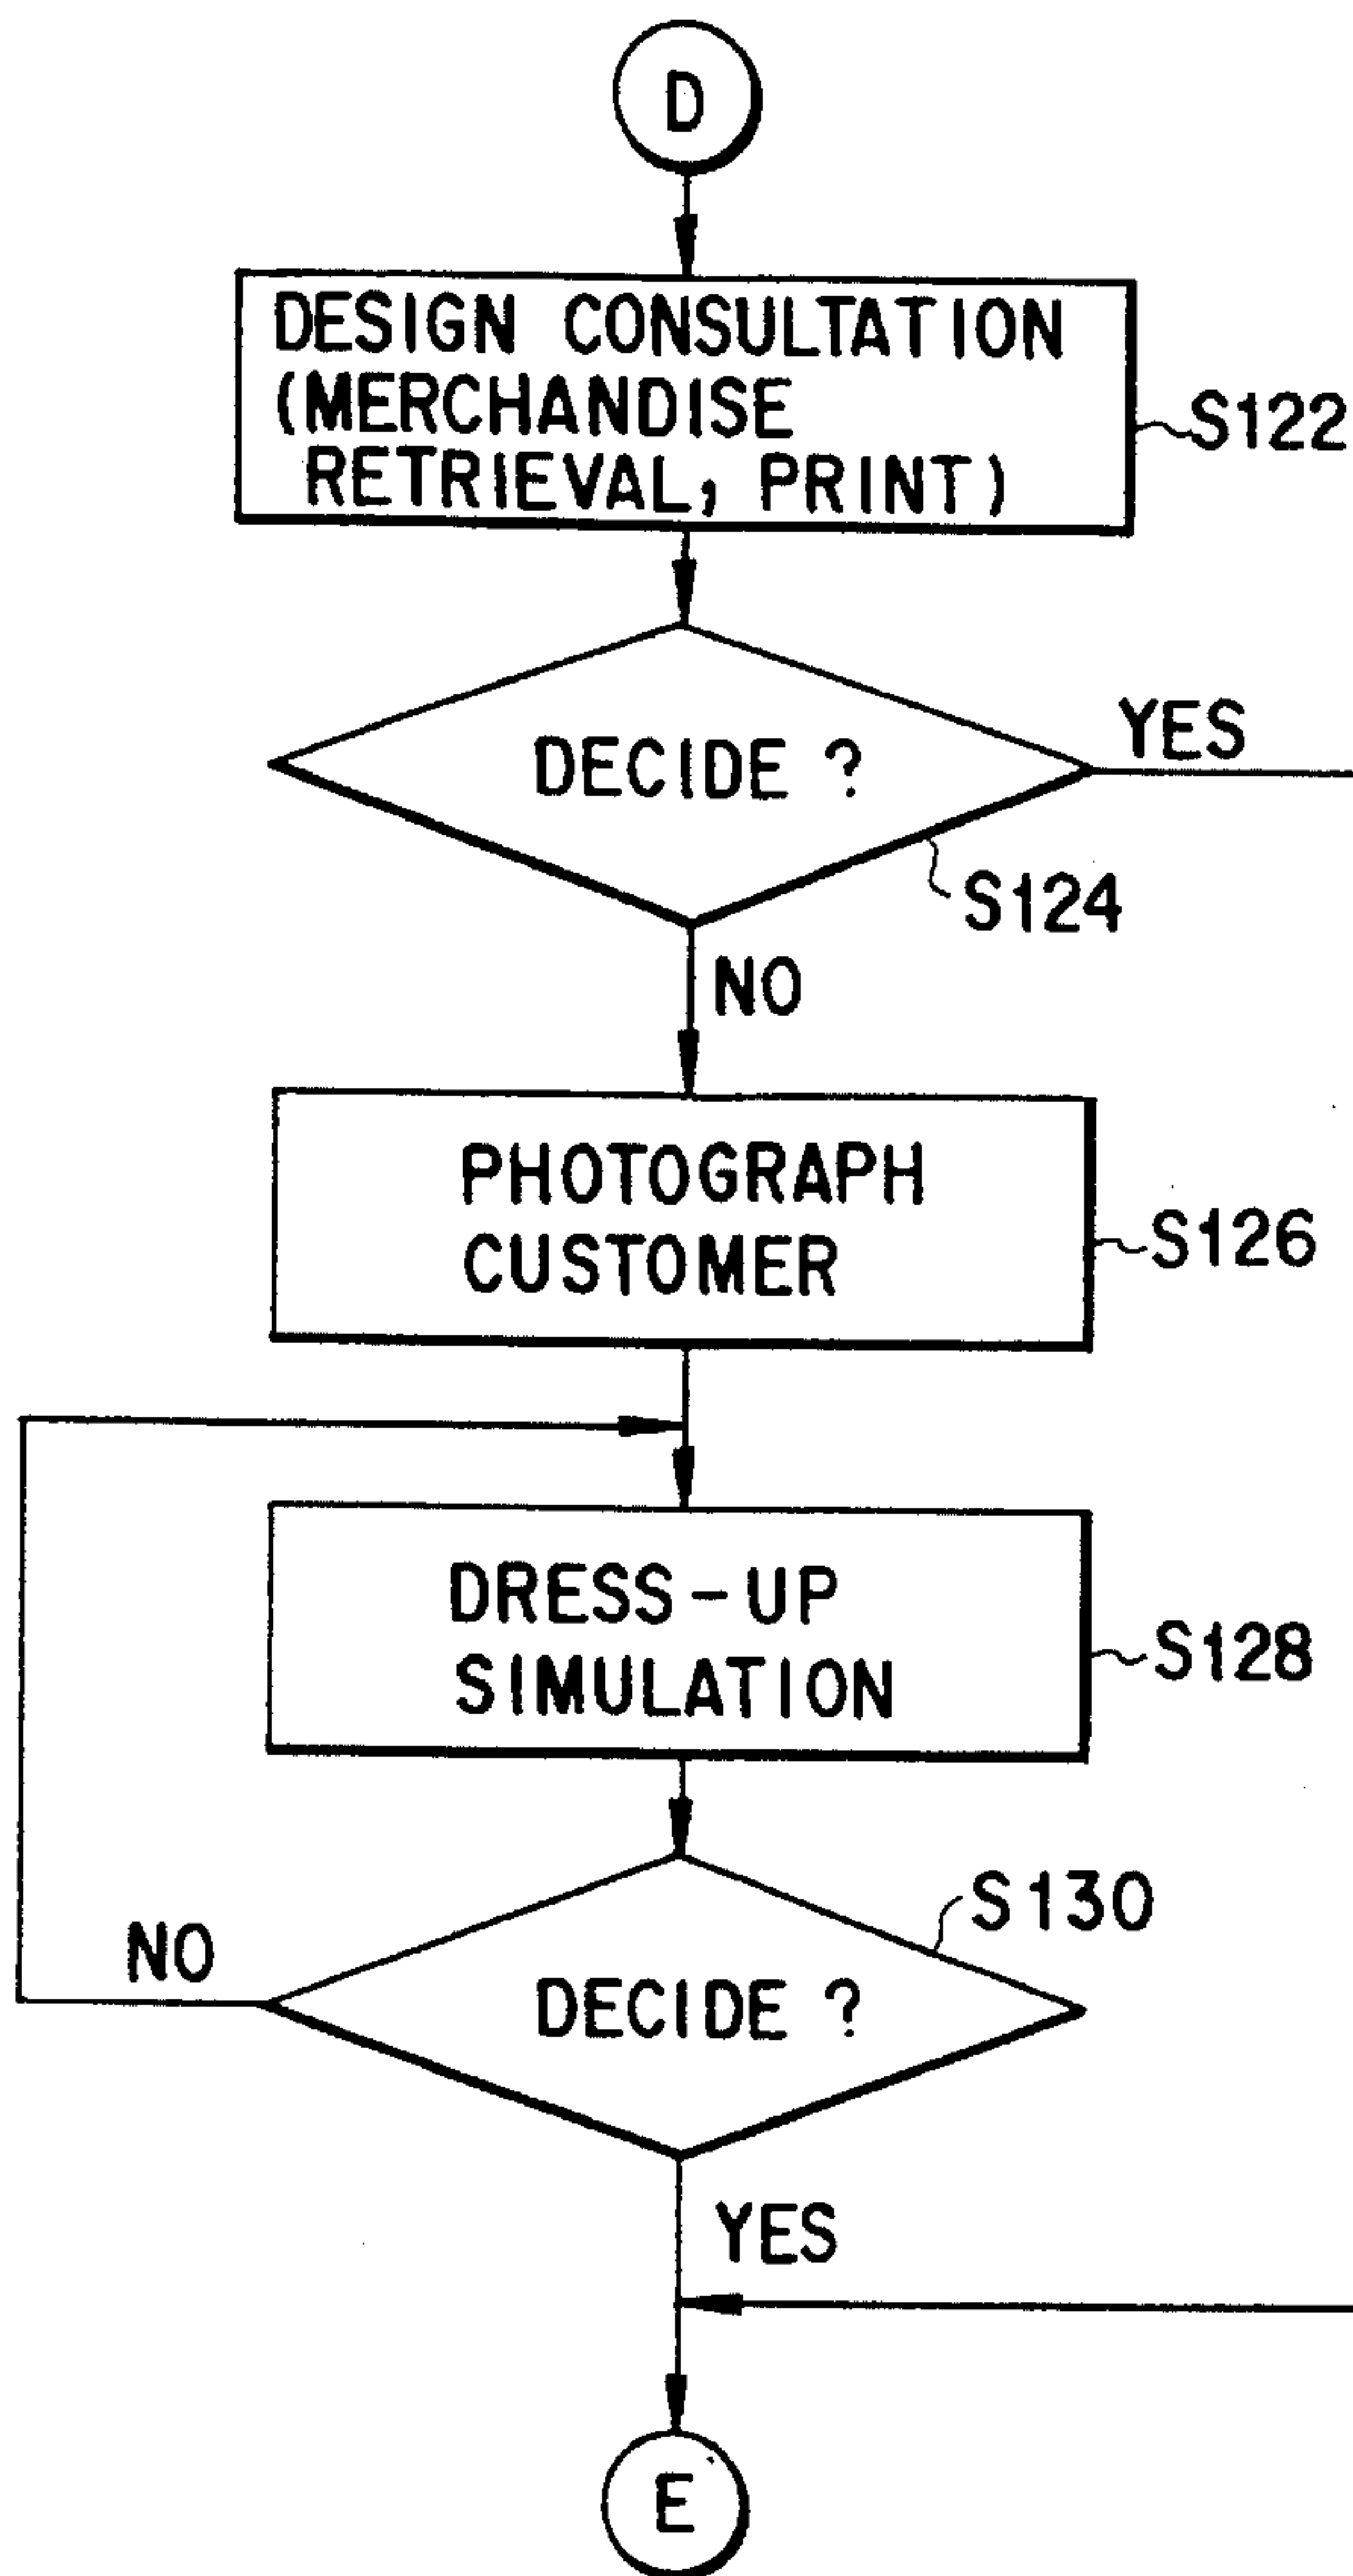 D
DESIGN CONSULTATION
(MERCHANDISE
RETRIEVAL, PRINT)
S122
YES
DECIDE ?
S124
NO
PHOTOGRAPH
CUSTOMER
S126
DRESS-UP
SIMULATION
S128
S130
NO
DECIDE ?
YES
E